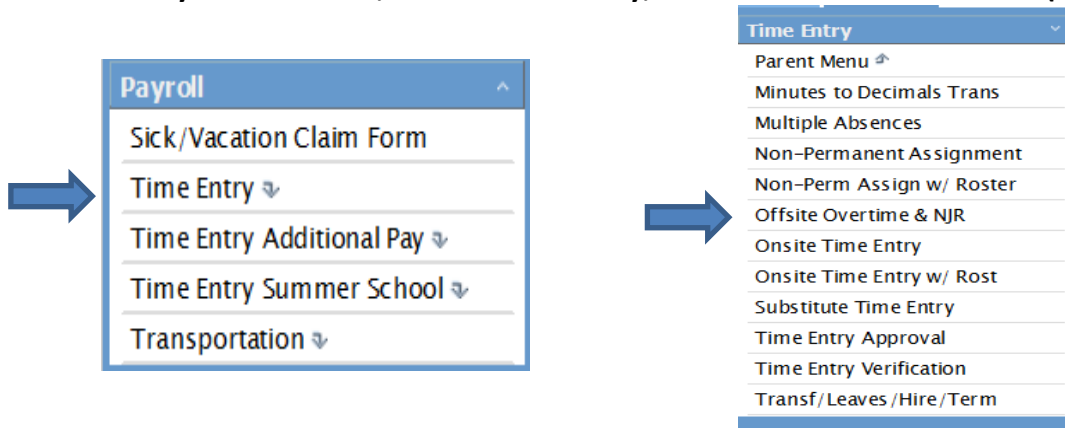 Payroll
Sick/Vacation Claim Form
Time Entry
Time Entry Additional Pay
Time Entry Summer School
Transportation
Time Entry
Parent Menu
Minutes to Decimals Trans
Multiple Absences
Non-Permanent Assignment
Non-Perm Assign w/ Roster
Offsite Overtime & NJR
Onsite Time Entry
Onsite Time Entry w/ Rost
Substitute Time Entry
Time Entry Approval
Time Entry Verification
Transf/Leaves/Hire/Term